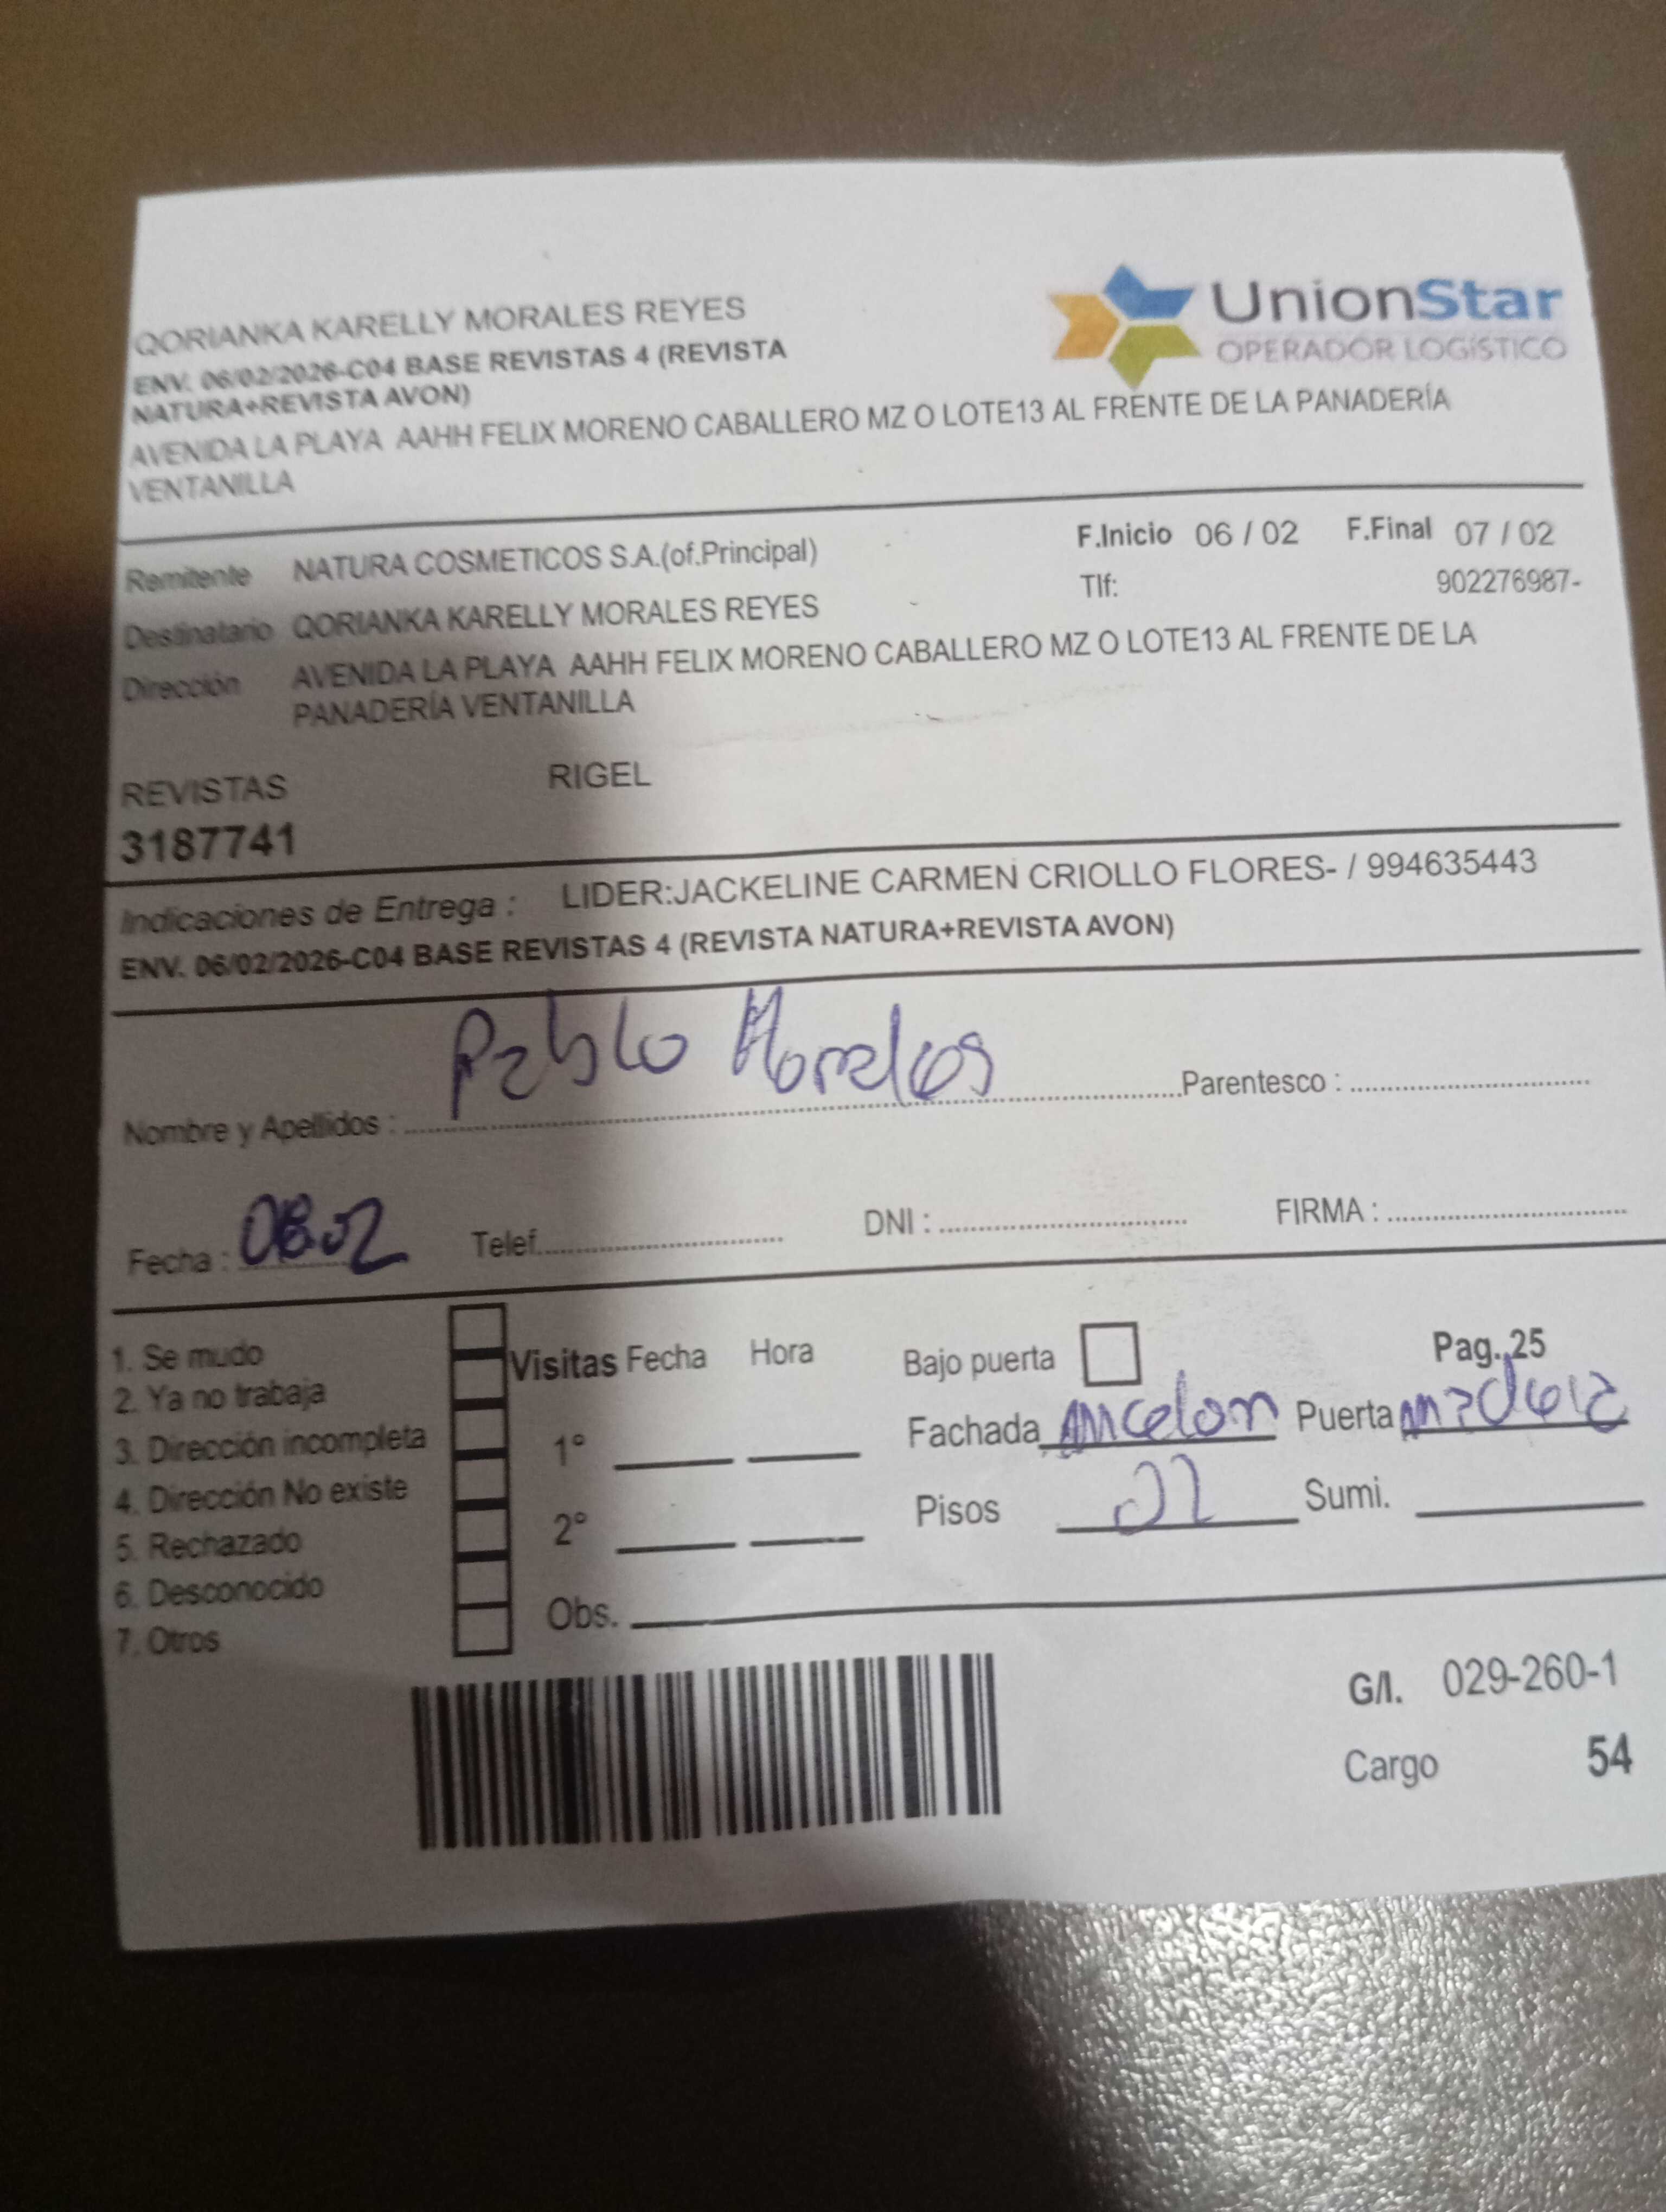 QORIANKA KARELLY MORALES REYES
ENV. 06/02/2026-C04 BASE REVISTAS 4 (REVISTA
NATURA+REVISTA AVON)
AVENIDA LA PLAYA AAHH FELIX MORENO CABALLERO MZ O LOTE13 AL FRENTE DE LA PANADERÍA
VENTANILLA
UnionStar
OPERADOR LOGÍSTICO
Remitente NATURA COSMETICOS S.A.(of.Principal) F.Inicio 06 / 02 F.Final 07 / 02
Destinatario QORIANKA KARELLY MORALES REYES Tlf: 902276987-
Dirección AVENIDA LA PLAYA AAHH FELIX MORENO CABALLERO MZ O LOTE13 AL FRENTE DE LA
PANADERÍA VENTANILLA
REVISTAS RIGEL
3187741
Indicaciones de Entrega : LIDER:JACKELINE CARMEN CRIOLLO FLORES- / 994635443
ENV. 06/02/2026-C04 BASE REVISTAS 4 (REVISTA NATURA+REVISTA AVON)
Nombre y Apellidos : Pablo Morales Parentesco :
Fecha : 08.02 Telef. DNI : FIRMA :
1. Se mudo
2. Ya no trabaja
3. Dirección incompleta
4. Dirección No existe
5. Rechazado
6. Desconocido
7. Otros
Visitas Fecha Hora
1°
2°
Obs.
Bajo puerta Pag. 25
Fachada Puerta
Pisos Sumi.
G/I. 029-260-1
Cargo 54